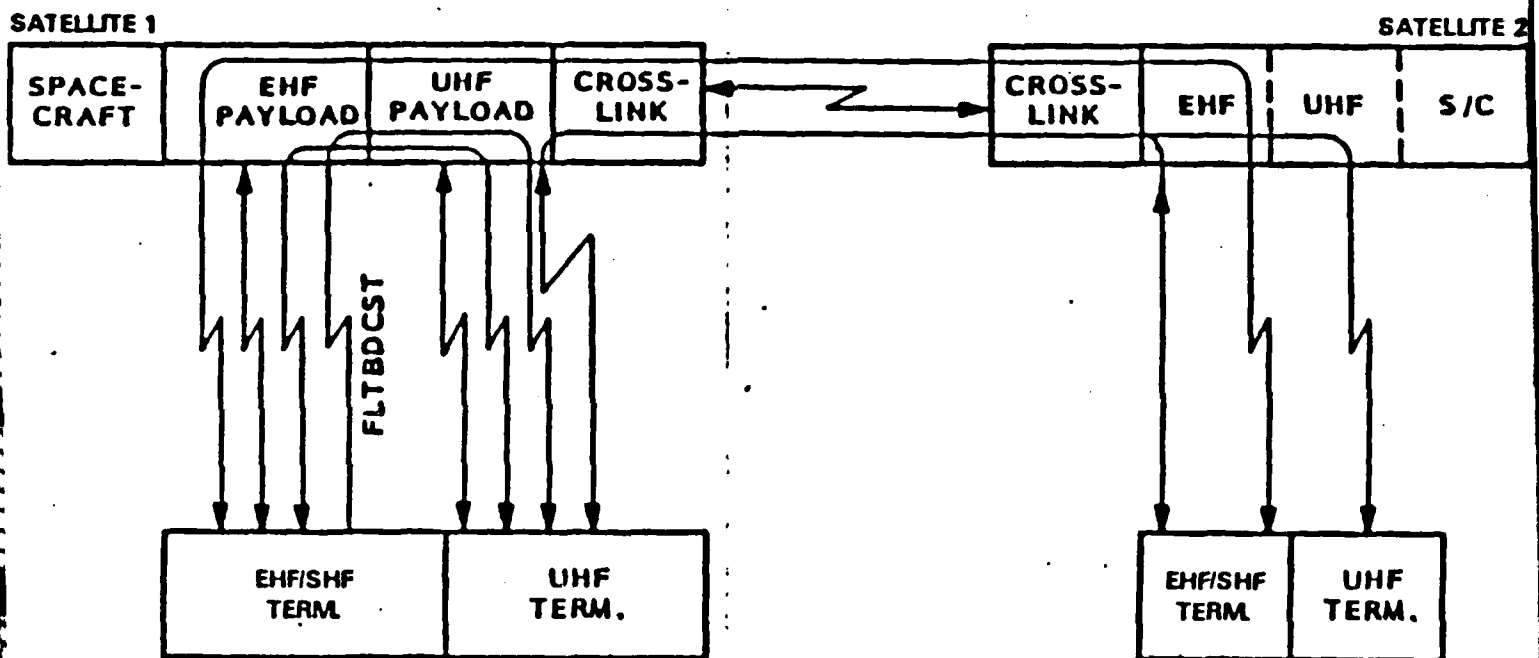 SATELLITE 1
SATELLITE 2
SPACE-
CRAFT
EHF
PAYLOAD
UHF
PAYLOAD
CROSS-
LINK
CROSS-
LINK
EHF
UHF
S/C
FLTBDCST
EHF/SHF
TERM.
UHF
TERM.
EHF/SHF
TERM.
UHF
TERM.